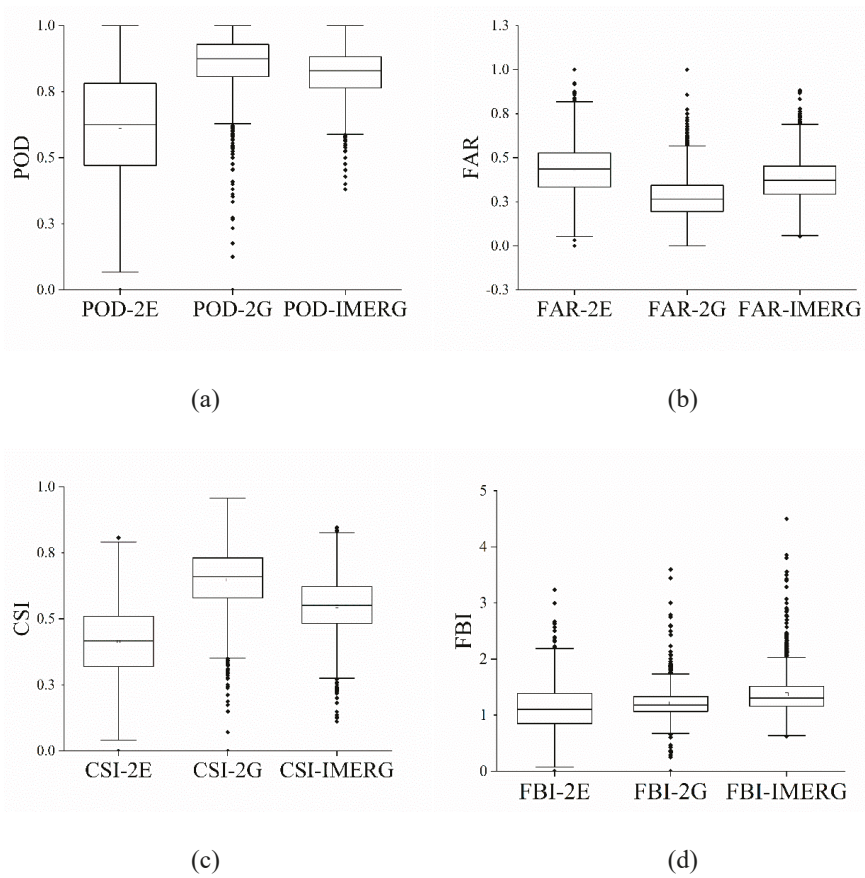 1.0
0.8
0.5
0.3
0.0
POD
POD-2E POD-2G POD-IMERG
(a)
1.3
1.0
0.8
0.5
0.3
0.0
-0.3
FAR
FAR-2E FAR-2G FAR-IMERG
(b)
1.0
0.8
0.5
0.3
0.0
CSI
CSI-2E CSI-2G CSI-IMERG
(c)
5
4
3
2
1
0
FBI
FBI-2E FBI-2G FBI-IMERG
(d)